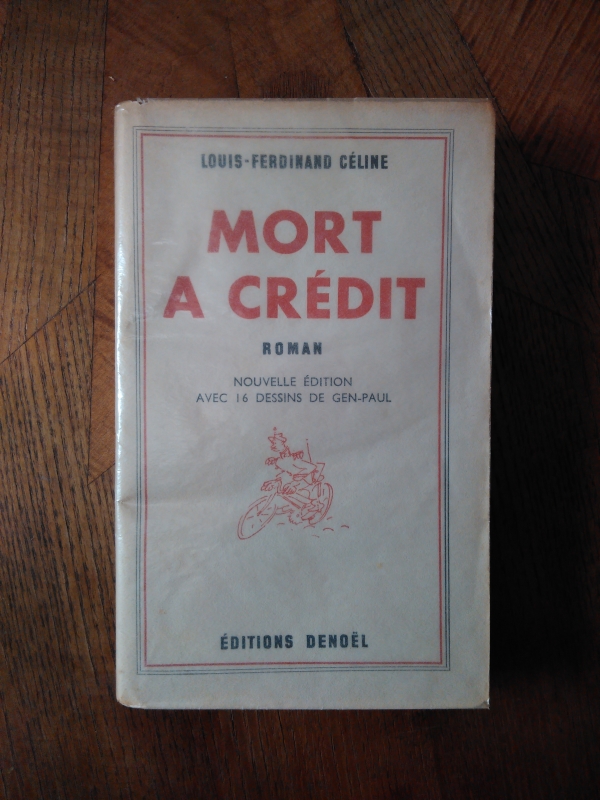 LOUIS-FERDINAND CÉLINE
MORT
A CRÉDIT
ROMAN
NOUVELLE ÉDITION
AVEC 16 DESSINS DE GEN-PAUL
ÉDITIONS DENOËL